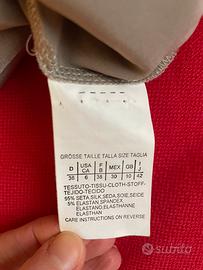 GRÖSSE TAILLE TALLA SIZE TAGLIA
D USA CA F B MEX GB I
36 6 38 30 10 42
TESSUTO-TISSU-CLOTH-STOFF-
TEJIDO-TECIDO
95% SETA,SILK,SEDA,SOIE,SEIDE
5% ELASTAN,SPANDEX
ELASTANO,ELASTHANNE
ELASTHAN
CARE INSTRUCTIONS ON REVERSE
subito